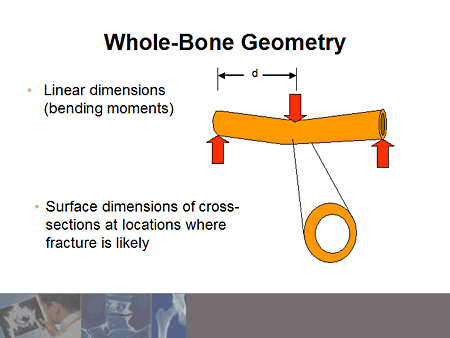 Whole-Bone Geometry
• Linear dimensions
(bending moments)
d
• Surface dimensions of cross-
sections at locations where
fracture is likely